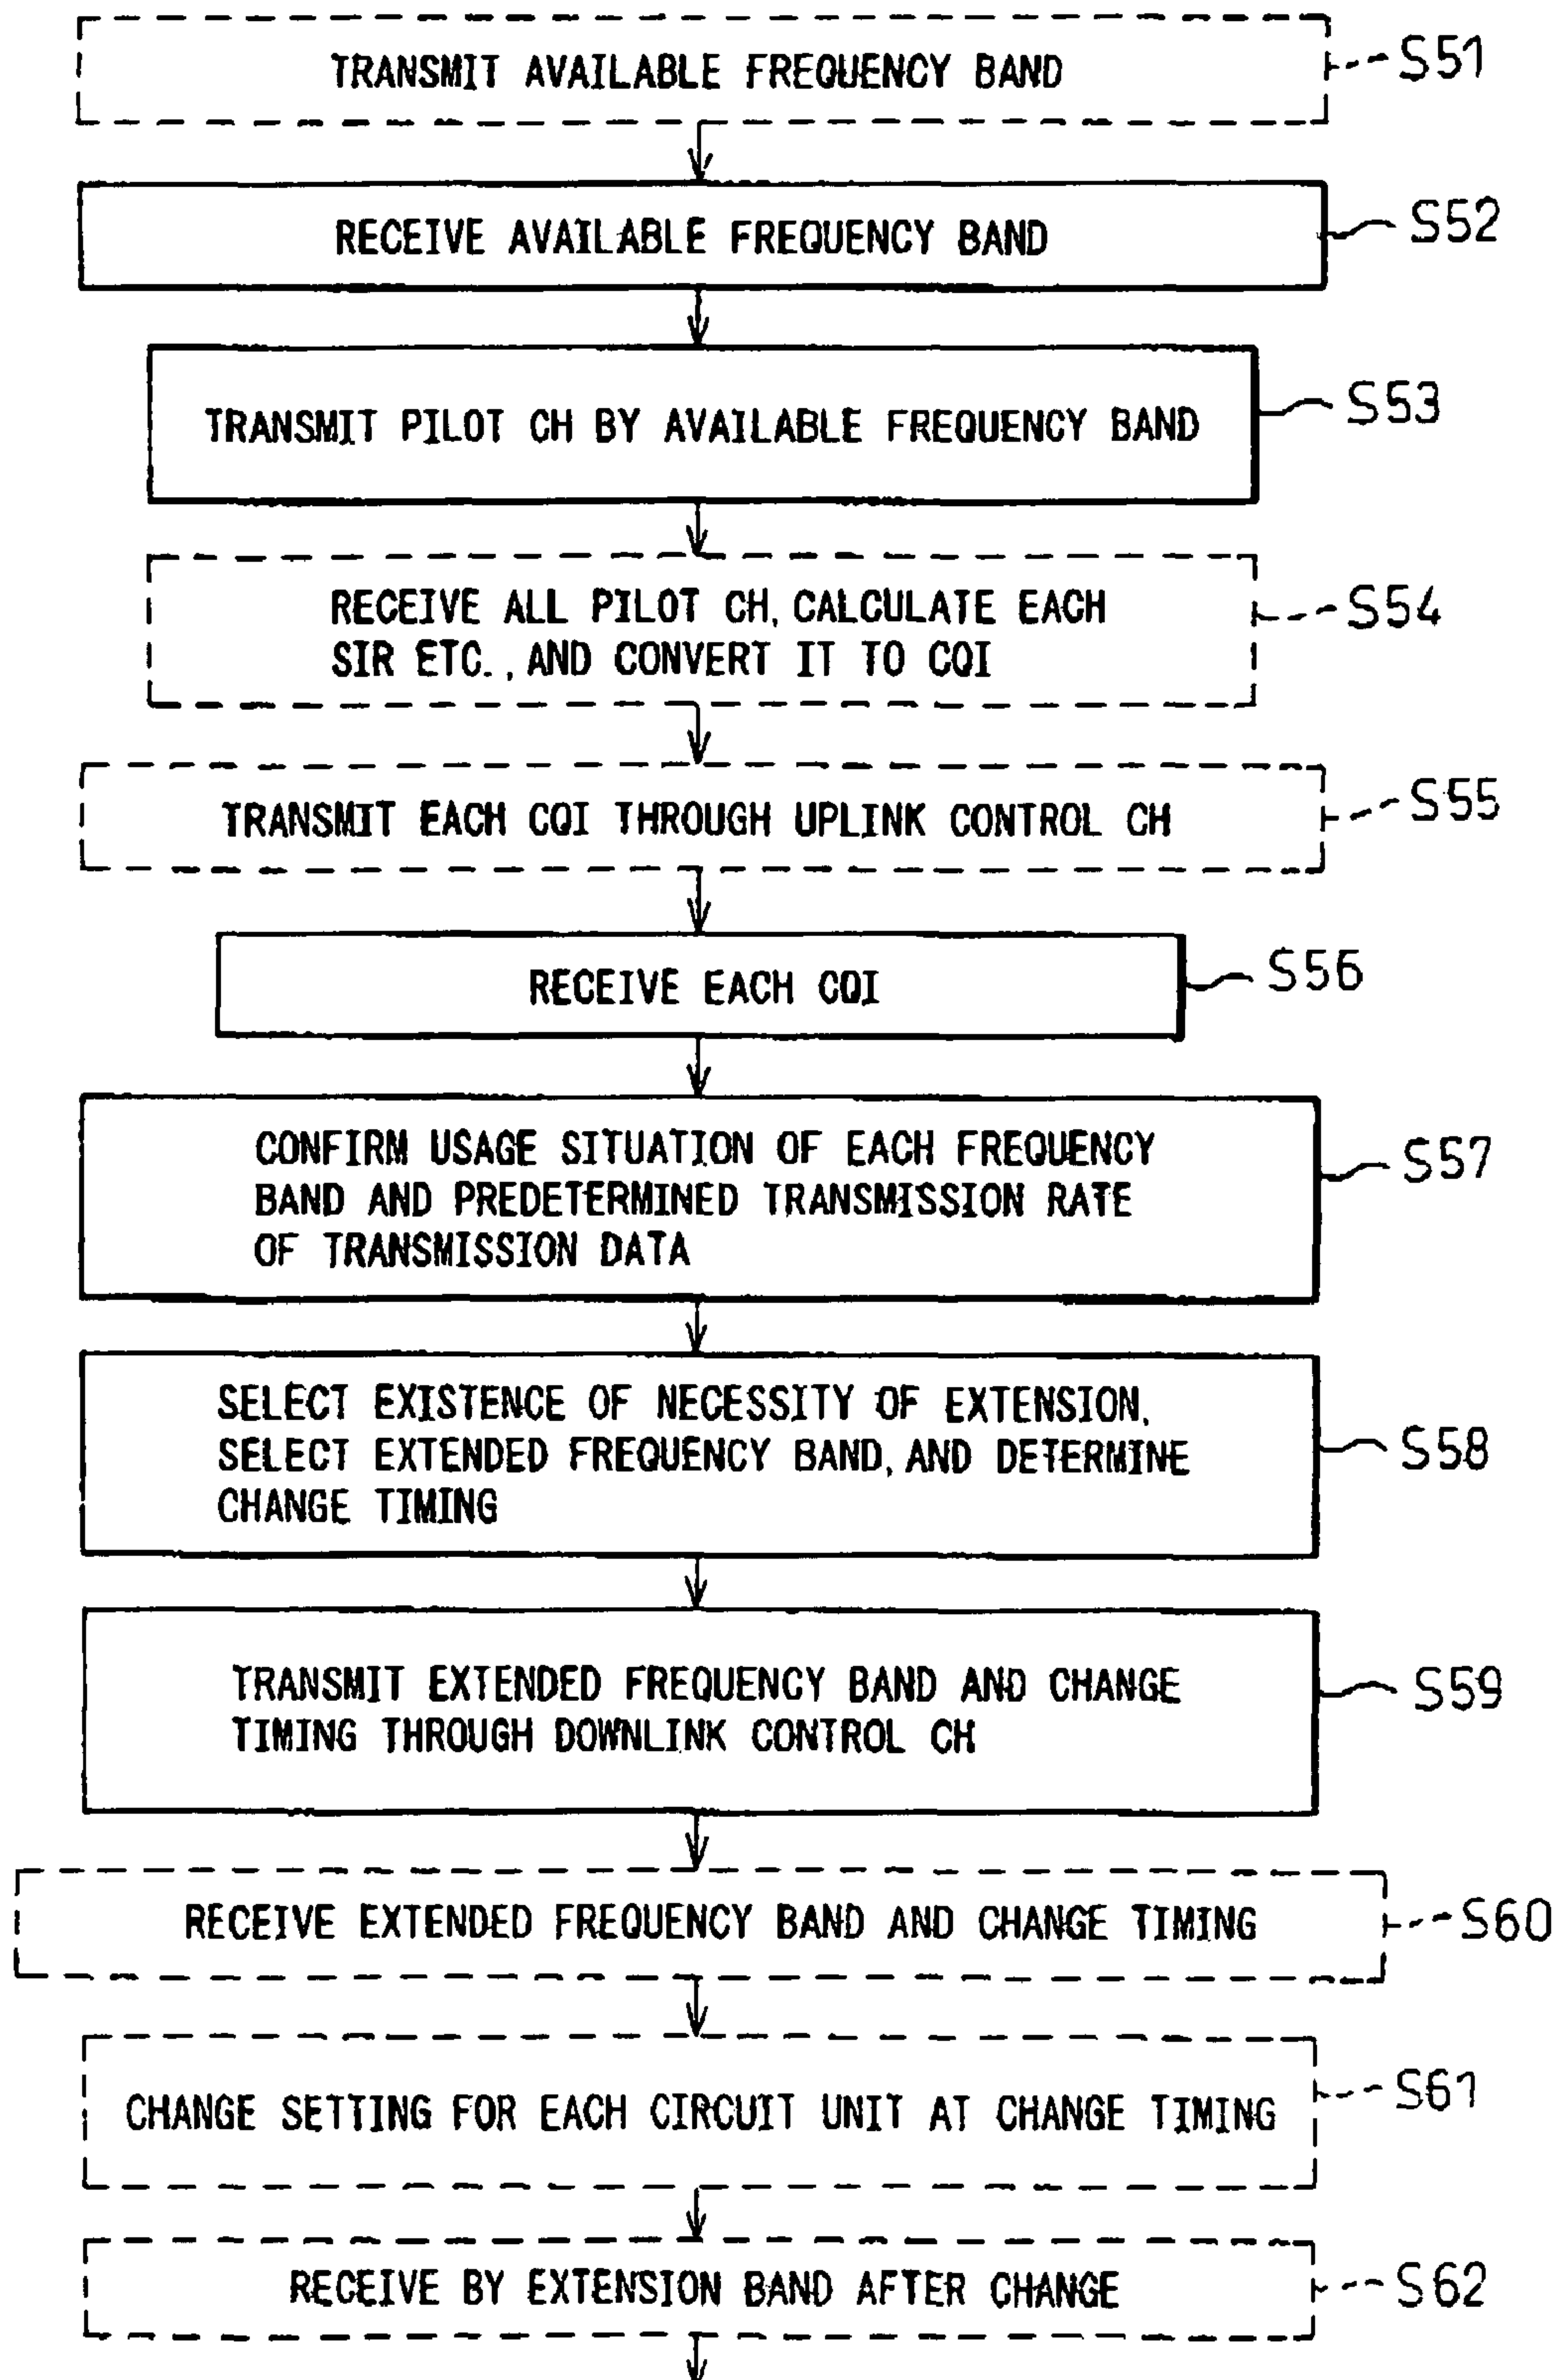 TRANSMIT AVAILABLE FREQUENCY BAND
S51
RECEIVE AVAILABLE FREQUENCY BAND
S52
TRANSMIT PILOT CH BY AVAILABLE FREQUENCY BAND
S53
RECEIVE ALL PILOT CH, CALCULATE EACH
SIR ETC., AND CONVERT IT TO CQI
S54
TRANSMIT EACH CQI THROUGH UPLINK CONTROL CH
S55
RECEIVE EACH CQI
S56
CONFIRM USAGE SITUATION OF EACH FREQUENCY
BAND AND PREDETERMINED TRANSMISSION RATE
OF TRANSMISSION DATA
S57
SELECT EXISTENCE OF NECESSITY OF EXTENSION,
SELECT EXTENDED FREQUENCY BAND, AND DETERMINE
CHANGE TIMING
S58
TRANSMIT EXTENDED FREQUENCY BAND AND CHANGE
TIMING THROUGH DOWNLINK CONTROL CH
S59
RECEIVE EXTENDED FREQUENCY BAND AND CHANGE TIMING
S60
CHANGE SETTING FOR EACH CIRCUIT UNIT AT CHANGE TIMING
S61
RECEIVE BY EXTENSION BAND AFTER CHANGE
S62